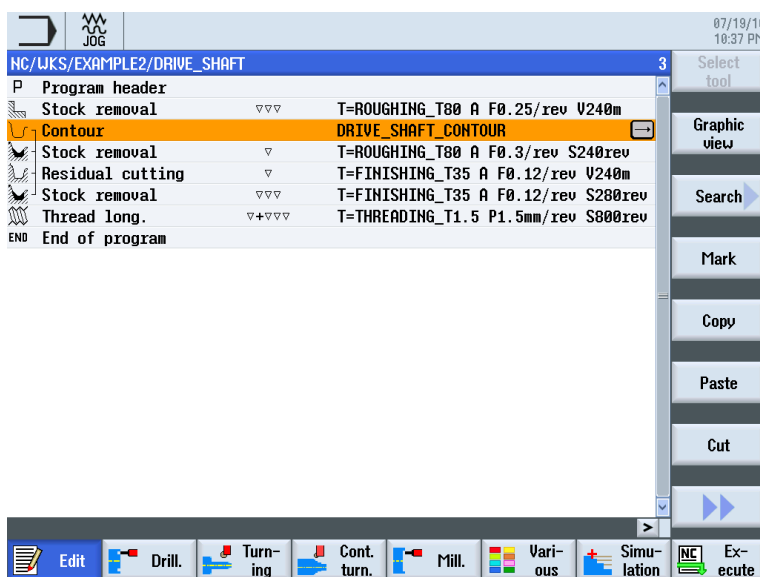 JOG
07/19/1
10:37 PM
NC/WKS/EXAMPLE2/DRIVE_SHAFT 3
P Program header
Stock removal ▽▽▽ T=ROUGHING_T80 A F0.25/rev V240m
Contour DRIVE_SHAFT_CONTOUR
Stock removal ▽ T=ROUGHING_T80 A F0.3/rev S240rev
Residual cutting ▽ T=FINISHING_T35 A F0.12/rev V240m
Stock removal ▽▽▽ T=FINISHING_T35 A F0.12/rev S280rev
Thread long. ▽+▽▽▽ T=THREADING_T1.5 P1.5mm/rev S800rev
END End of program
Select
tool
Graphic
view
Search
Mark
Copy
Paste
Cut
Edit
Drill.
Turn-
ing
Cont.
turn.
Mill.
Vari-
ous
Simu-
lation
NC
Ex-
ecute